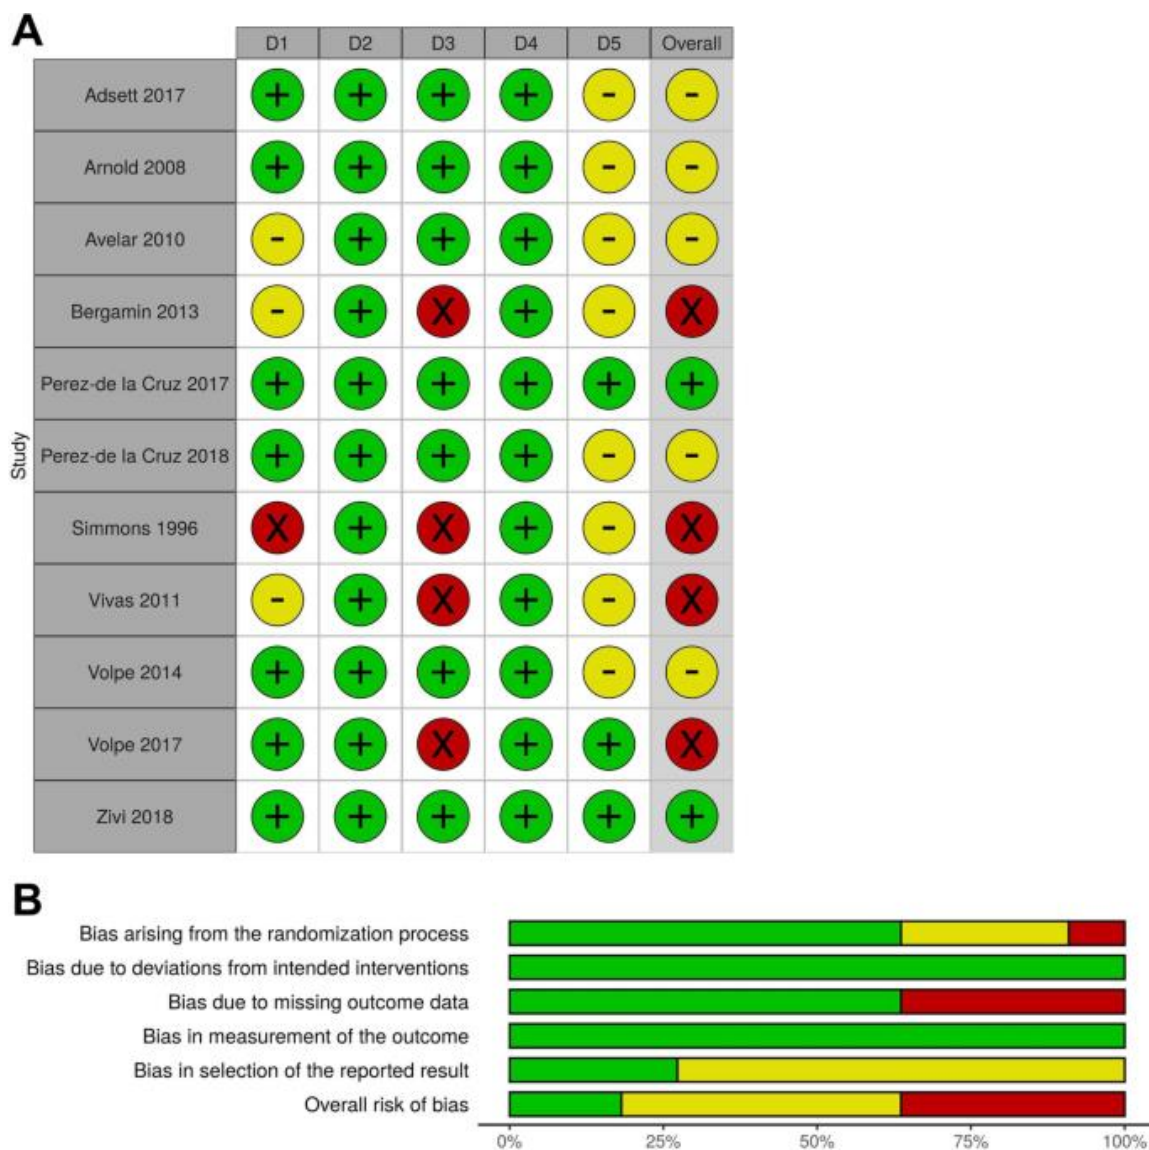 A
D1 D2 D3 D4 D5 Overall
Study
Adsett 2017 + + + + - -
Arnold 2008 + + + + - -
Avelar 2010 - + + + - -
Bergamin 2013 - + X + - X
Perez-de la Cruz 2017 + + + + + +
Perez-de la Cruz 2018 + + + + - -
Simmons 1996 X + X + - X
Vivas 2011 - + X + - X
Volpe 2014 + + + + - -
Volpe 2017 + + X + + X
Zivi 2018 + + + + + +
B
Bias arising from the randomization process
Bias due to deviations from intended interventions
Bias due to missing outcome data
Bias in measurement of the outcome
Bias in selection of the reported result
Overall risk of bias
0% 25% 50% 75% 100%